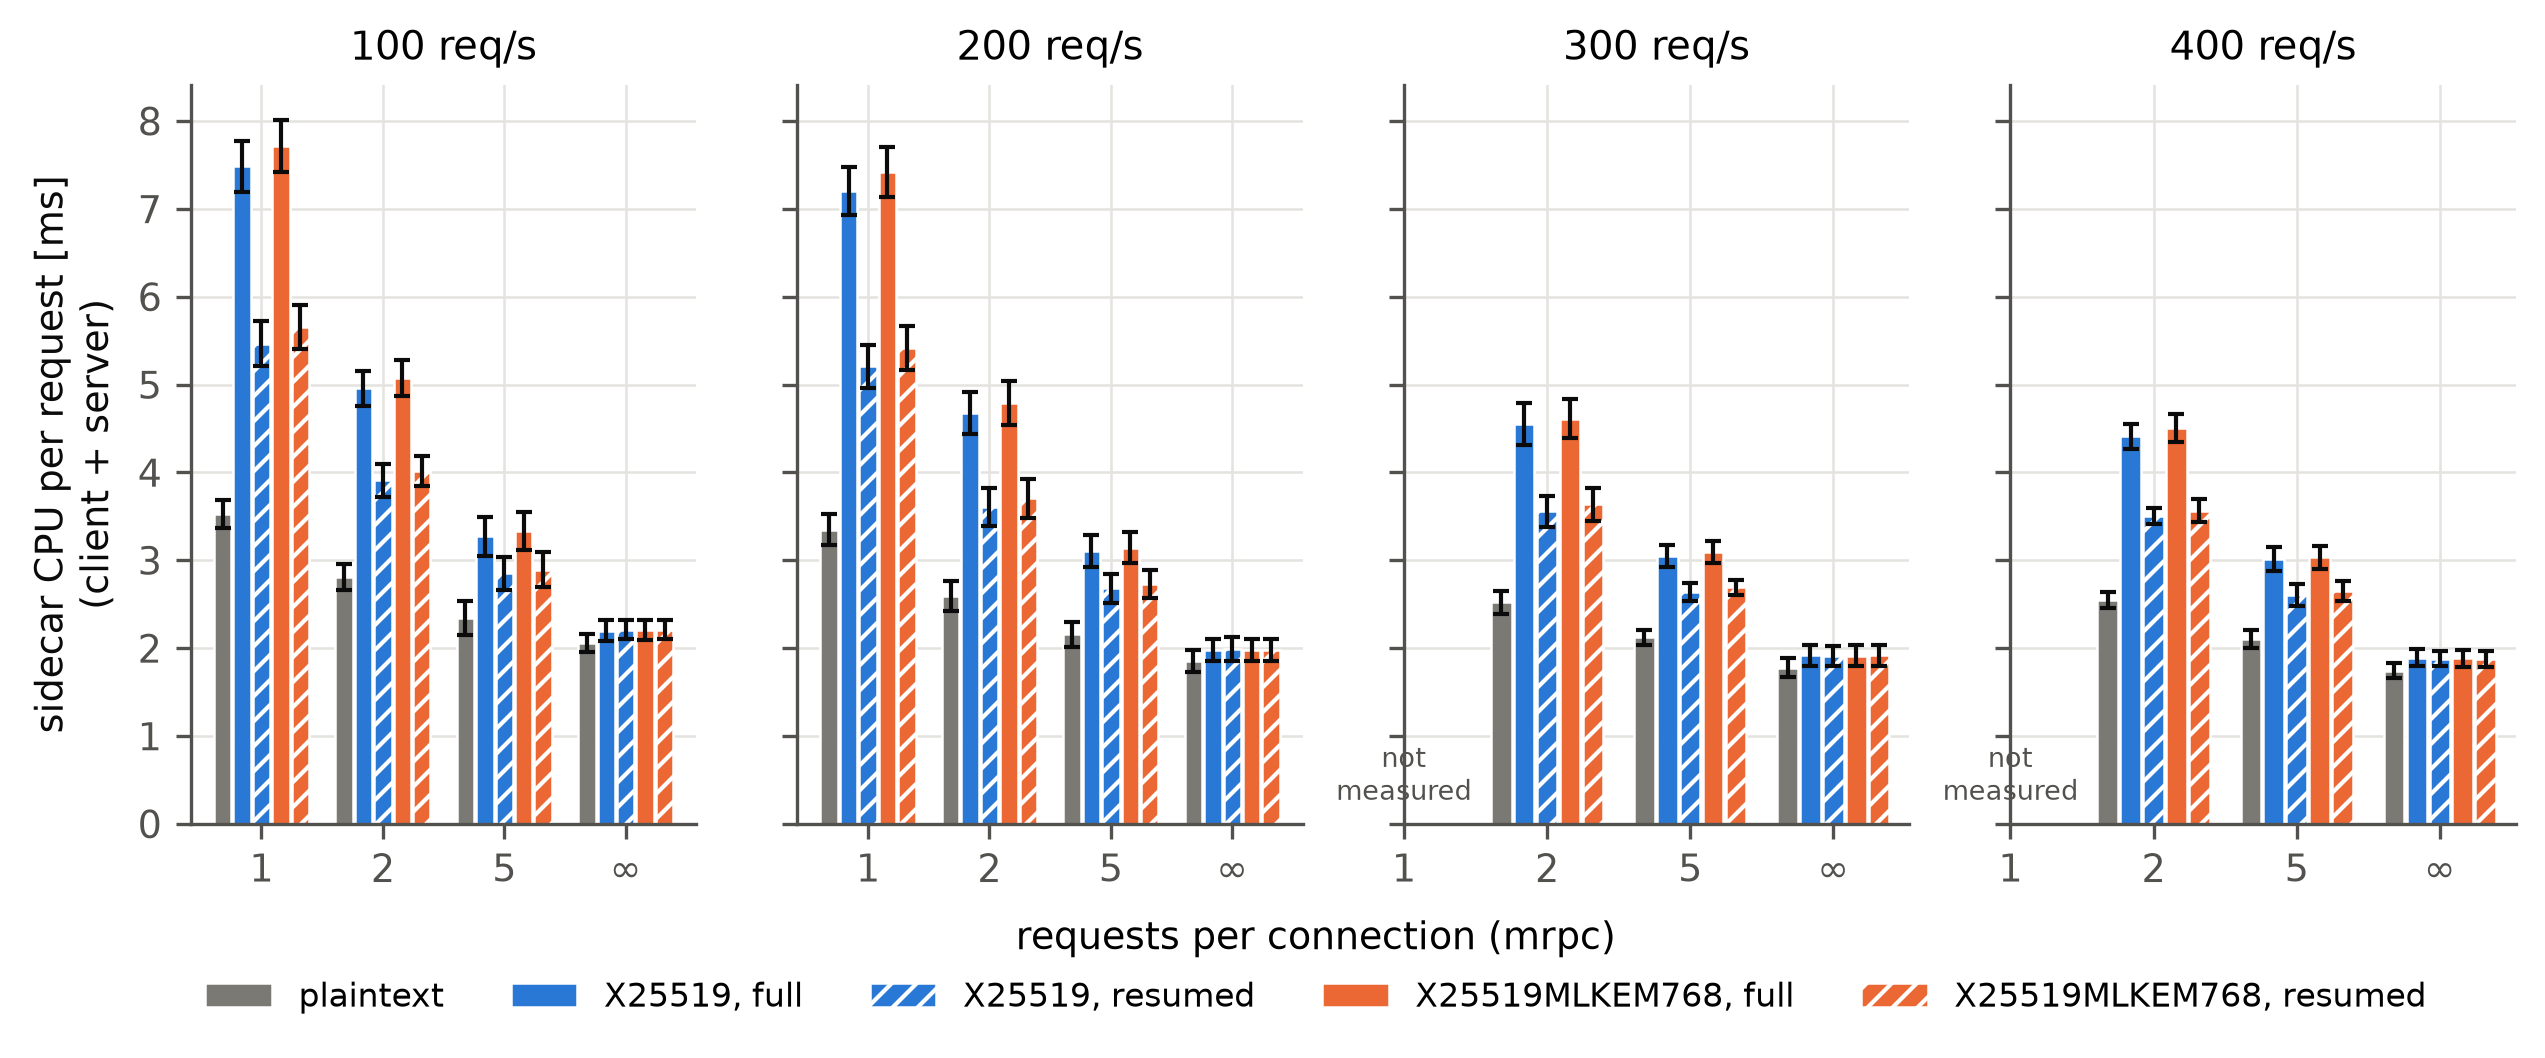 100 req/s
200 req/s
300 req/s
400 req/s
sidecar CPU per request [ms]
(client + server)
8
7
6
5
4
3
2
1
0
not
measured
not
measured
1 2 5 ∞
1 2 5 ∞
1 2 5 ∞
1 2 5 ∞
requests per connection (mrpc)
plaintext
X25519, full
X25519, resumed
X25519MLKEM768, full
X25519MLKEM768, resumed